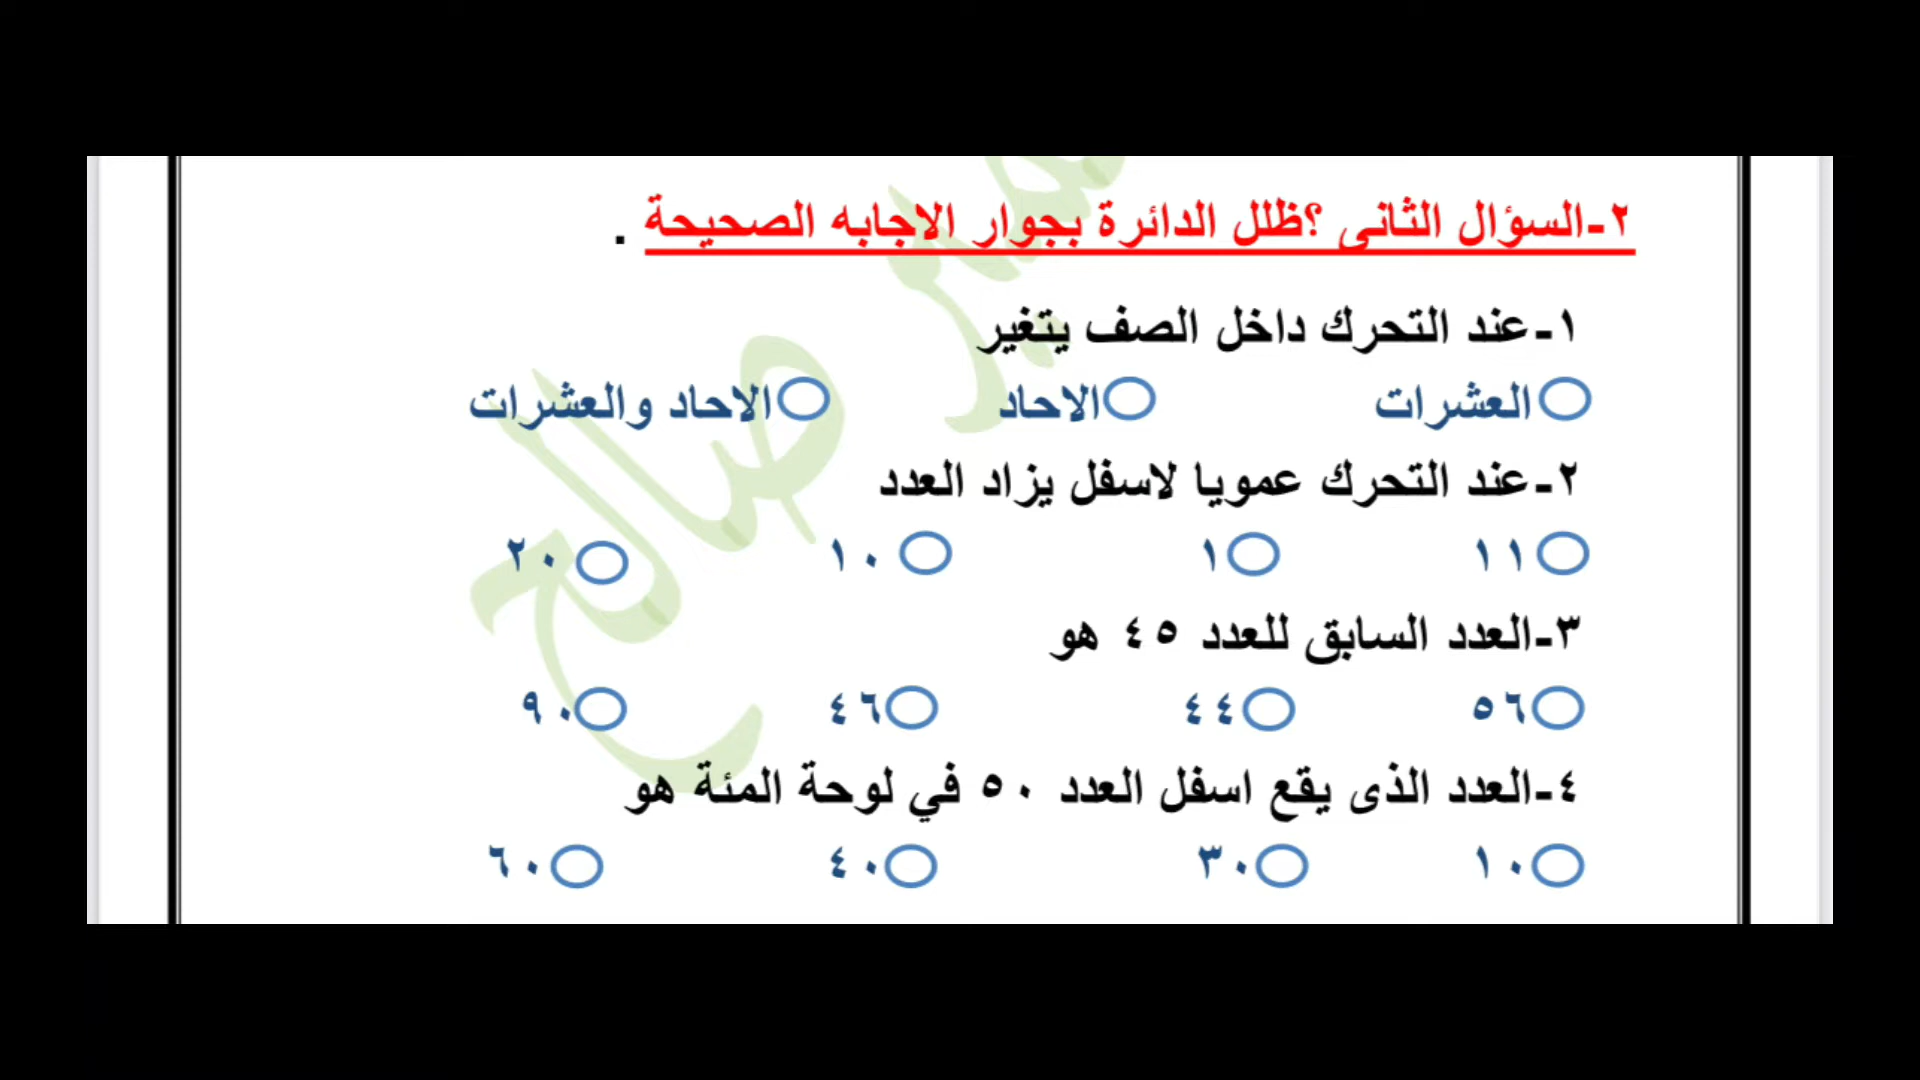 ٢-السؤال الثانى ؟ظلل الدائرة بجوار الاجابه الصحيحة .
١-عند التحرك داخل الصف يتغير
العشرات الاحاد الاحاد والعشرات
٢-عند التحرك عمويا لاسفل يزاد العدد
١١ ١ ١٠ ٢٠
٣-العدد السابق للعدد ٤٥ هو
٥٦ ٤٤ ٤٦ ٩٠
٤-العدد الذى يقع اسفل العدد ٥٠ في لوحة المئة هو
١٠ ٣٠ ٤٠ ٦٠
صالح